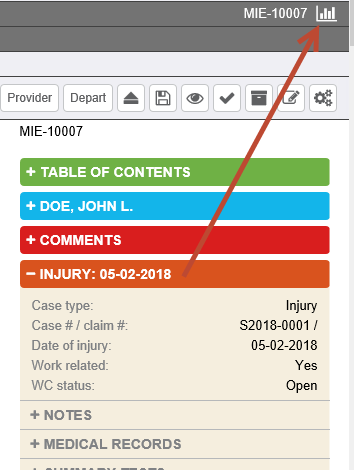 MIE-10007
Provider Depart
MIE-10007
+ TABLE OF CONTENTS
+ DOE, JOHN L.
+ COMMENTS
− INJURY: 05-02-2018
Case type: Injury
Case # / claim #: S2018-0001 /
Date of injury: 05-02-2018
Work related: Yes
WC status: Open
+ NOTES
+ MEDICAL RECORDS